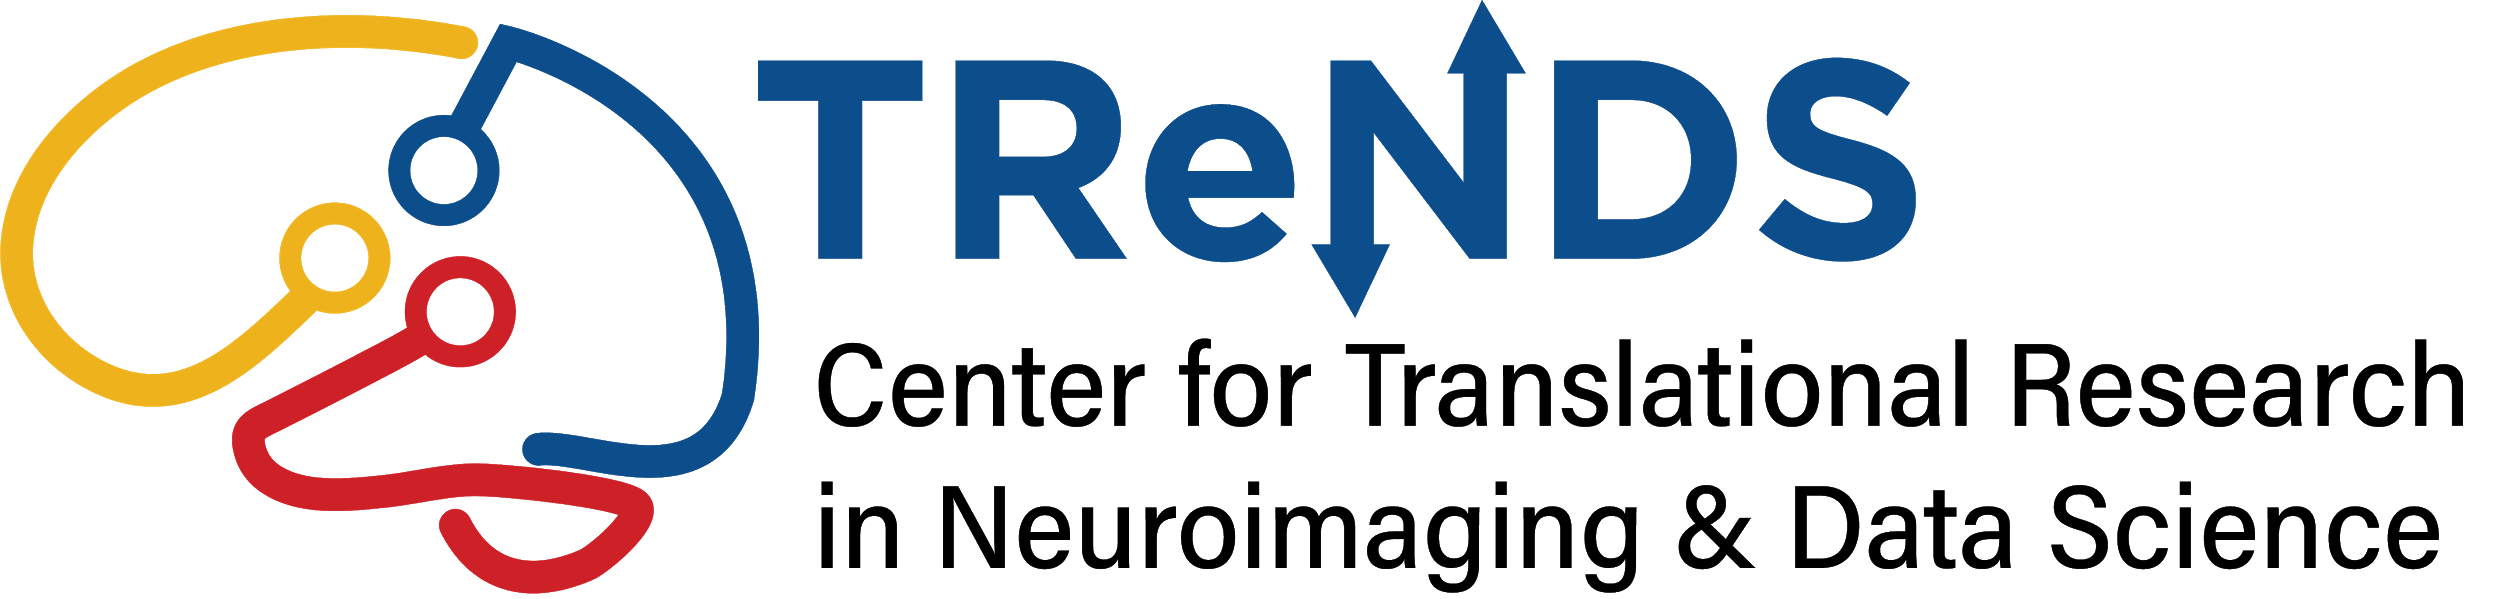 TReNDS
Center for Translational Research
in Neuroimaging & Data Science